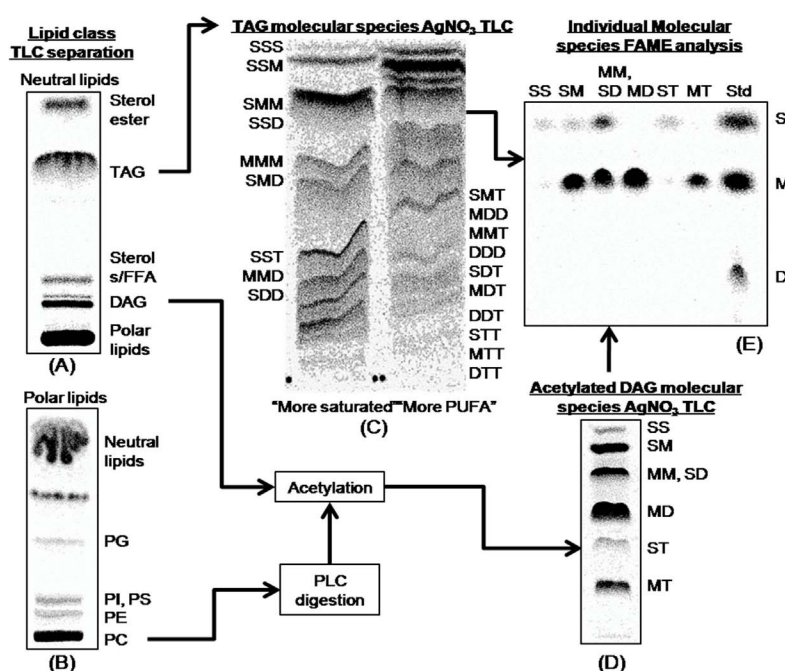 Lipid class
TLC separation
Neutral lipids
Sterol
ester
TAG
Sterol
s/FFA
DAG
Polar
lipids
(A)
Polar lipids
Neutral
lipids
PG
PI, PS
PE
PC
(B)
TAG molecular species AgNO₃ TLC
SSS
SSM
SMM
SSD
MMM
SMD
SST
MMD
SDD
SMT
MDD
MMT
DDD
SDT
MDT
DDT
STT
MTT
DTT
“More saturated”“More PUFA”
(C)
Acetylation
PLC
digestion
Individual Molecular
species FAME analysis
MM,
SS SM SD MD ST MT Std
S
M
D
(E)
Acetylated DAG molecular
species AgNO₃ TLC
SS
SM
MM, SD
MD
ST
MT
(D)